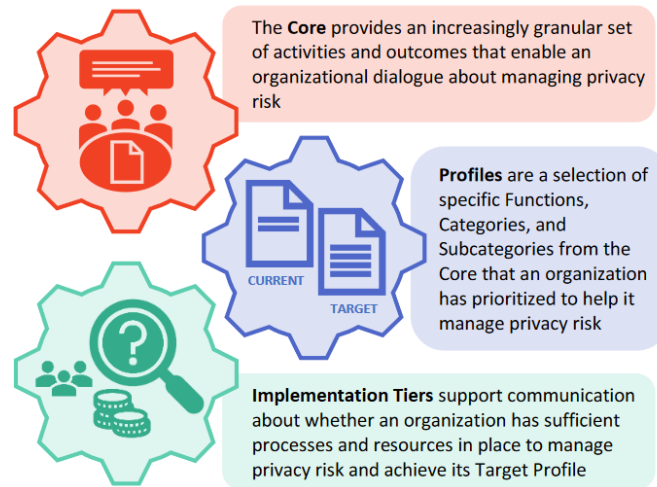 The Core provides an increasingly granular set
of activities and outcomes that enable an
organizational dialogue about managing privacy
risk
Profiles are a selection of
specific Functions,
Categories, and
Subcategories from the
Core that an organization
has prioritized to help it
manage privacy risk
CURRENT
TARGET
?
Implementation Tiers support communication
about whether an organization has sufficient
processes and resources in place to manage
privacy risk and achieve its Target Profile